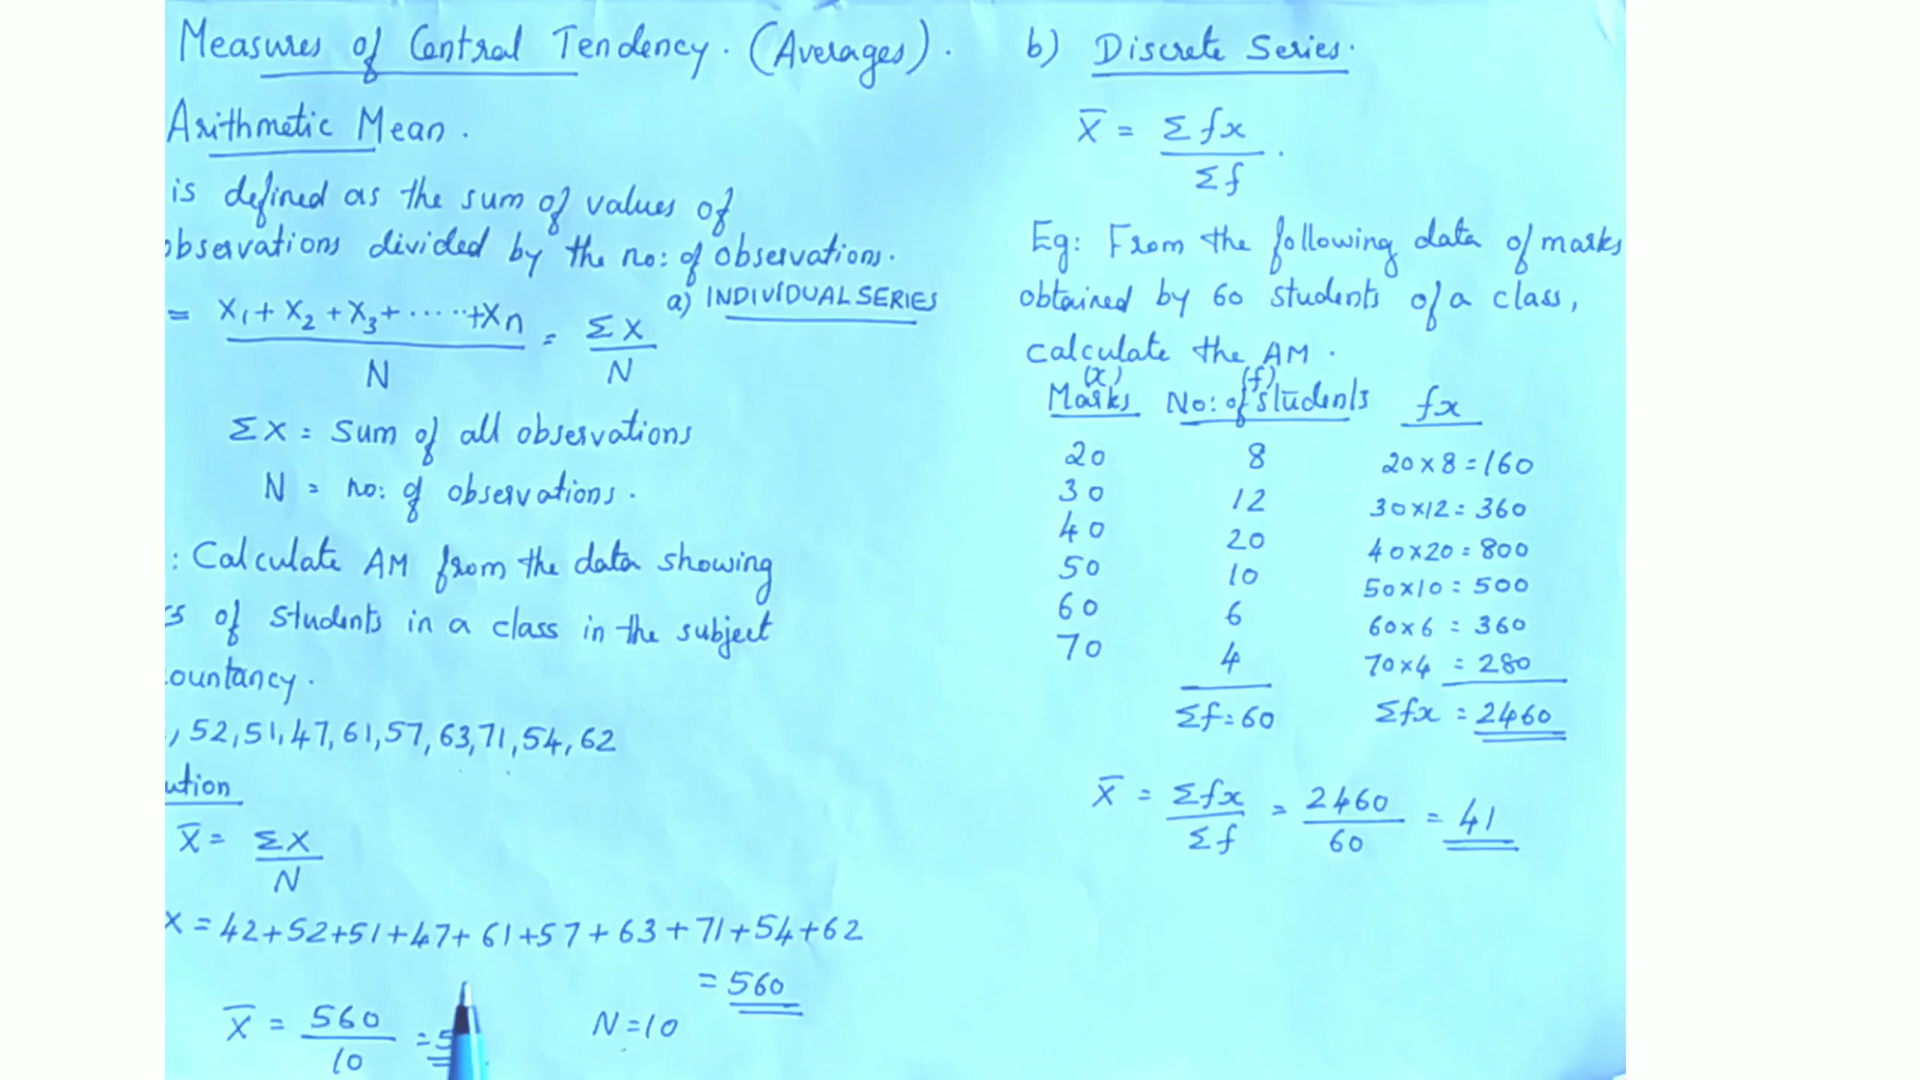 Measures of Central Tendency. (Averages).
Arithmetic Mean.
is defined as the sum of values of
observations divided by the no: of observations.
a) INDIVIDUAL SERIES
= X₁ + X₂ + X₃ + ...... + Xn / N = ΣX / N
ΣX = Sum of all observations
N = no: of observations.
: Calculate AM from the data showing
s of students in a class in the subject
ountancy.
, 52, 51, 47, 61, 57, 63, 71, 54, 62
ution
X̄ = ΣX / N
X = 42+52+51+47+61+57+63+71+54+62
= 560
X̄ = 560 / 10 = 5
N = 10
b) Discrete Series.
X̄ = Σfx / Σf.
Eg: From the following data of marks
obtained by 60 students of a class,
calculate the AM.
(x) (f)
Marks No: of students fx
20 8 20×8=160
30 12 30×12=360
40 20 40×20=800
50 10 50×10=500
60 6 60×6=360
70 4 70×4=280
Σf=60 Σfx=2460
X̄ = Σfx / Σf = 2460 / 60 = 41